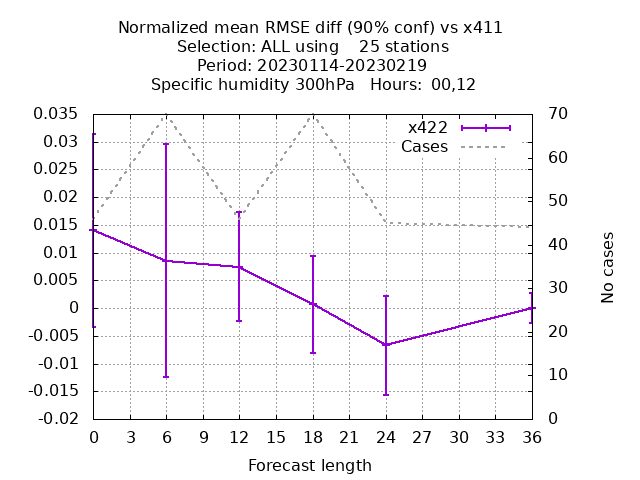 Normalized mean RMSE diff (90% conf) vs x411
Selection: ALL using    25 stations
Period: 20230114-20230219
Specific humidity 300hPa   Hours: 00,12
x422
Cases
0.035
0.03
0.025
0.02
0.015
0.01
0.005
0
-0.005
-0.01
-0.015
-0.02
70
60
50
40
30
20
10
0
No cases
0 3 6 9 12 15 18 21 24 27 30 33 36
Forecast length